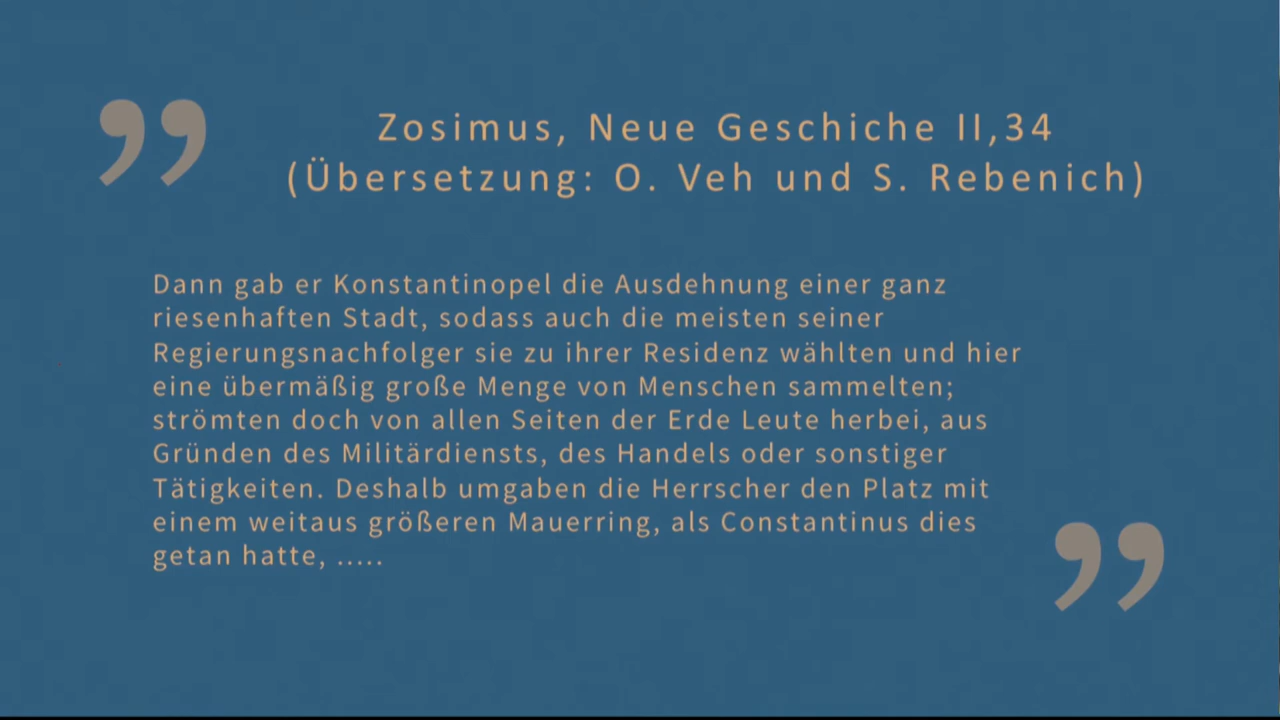 Zosimus, Neue Geschiche II,34
(Übersetzung: O. Veh und S. Rebenich)
Dann gab er Konstantinopel die Ausdehnung einer ganz
riesenhaften Stadt, sodass auch die meisten seiner
Regierungsnachfolger sie zu ihrer Residenz wählten und hier
eine übermäßig große Menge von Menschen sammelten;
strömten doch von allen Seiten der Erde Leute herbei, aus
Gründen des Militärdiensts, des Handels oder sonstiger
Tätigkeiten. Deshalb umgaben die Herrscher den Platz mit
einem weitaus größeren Mauerring, als Constantinus dies
getan hatte, .....